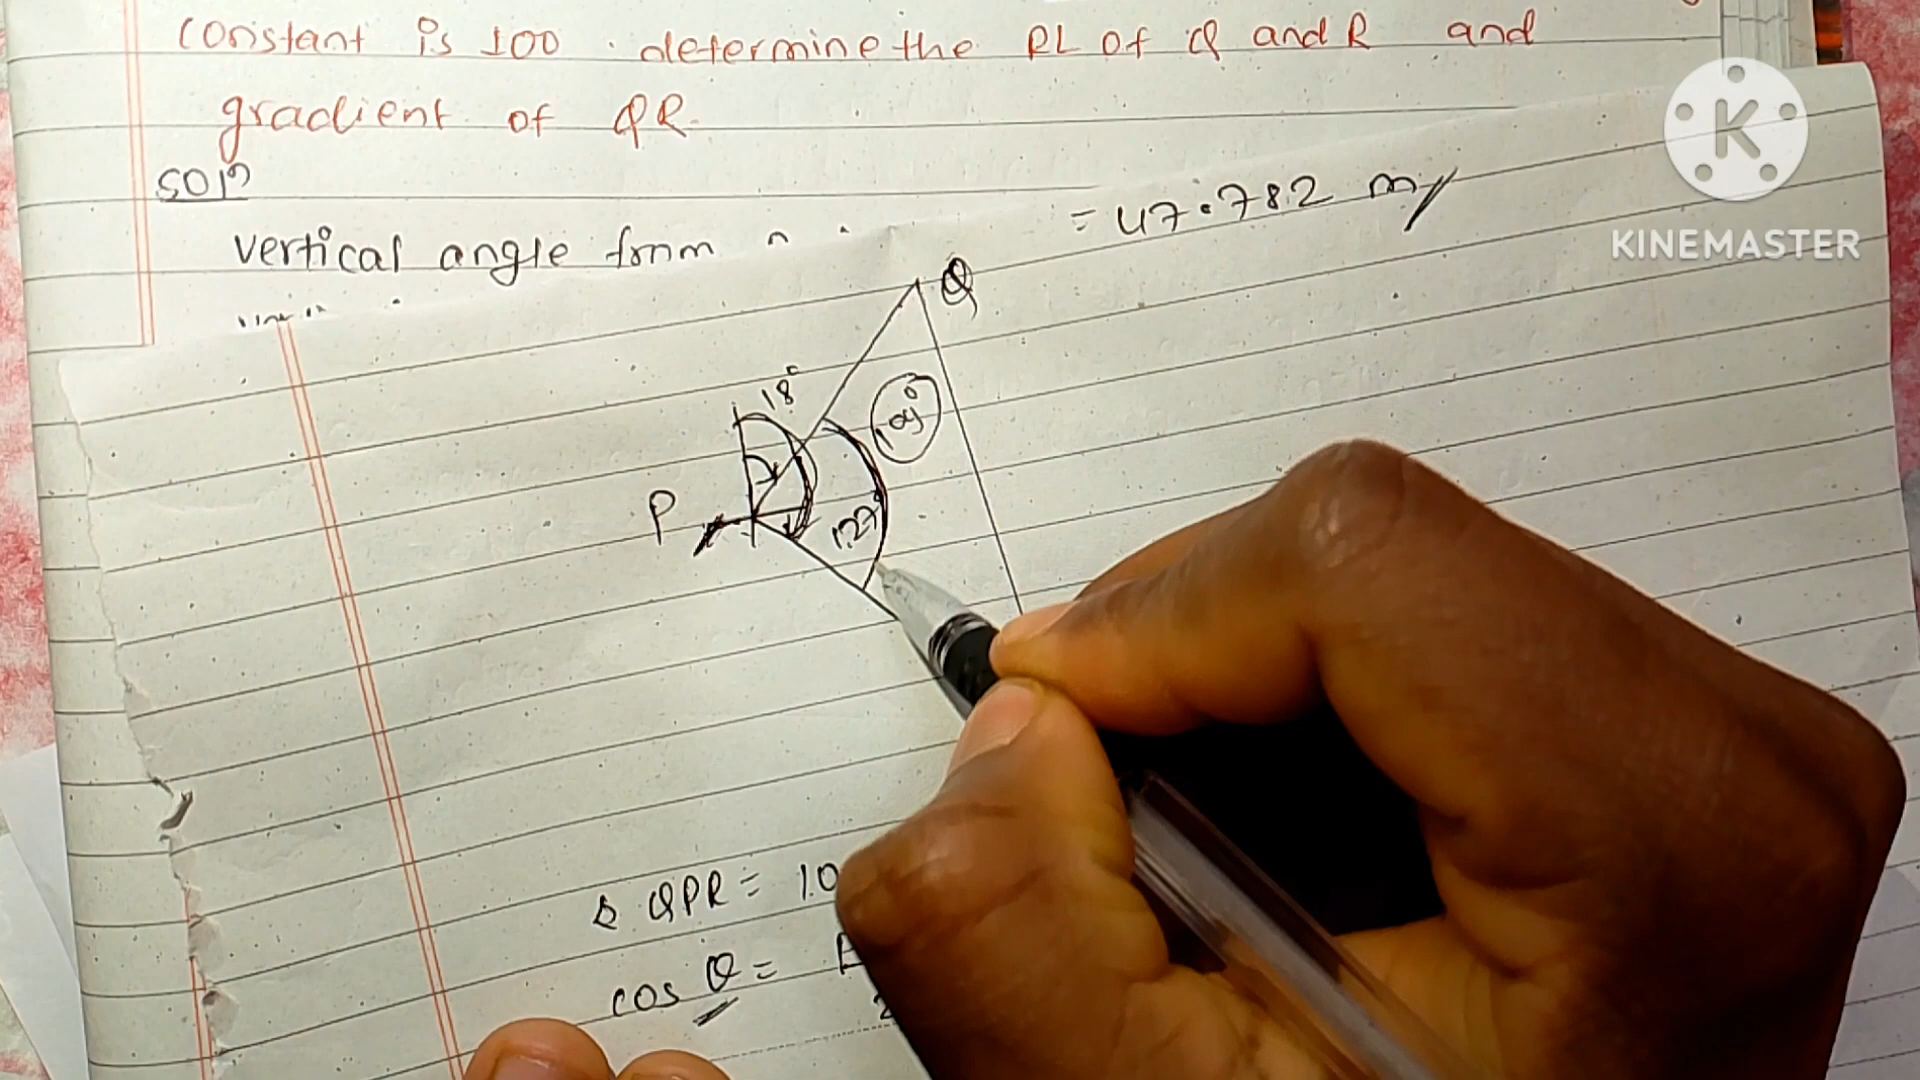 constant is 100 . determine the RL of Q and R and
gradient of QR.
soln
vertical angle from
= 47.782 m
K
KINEMASTER
Q
18°
109°
P
127°
QPR = 10
cos θ =
2